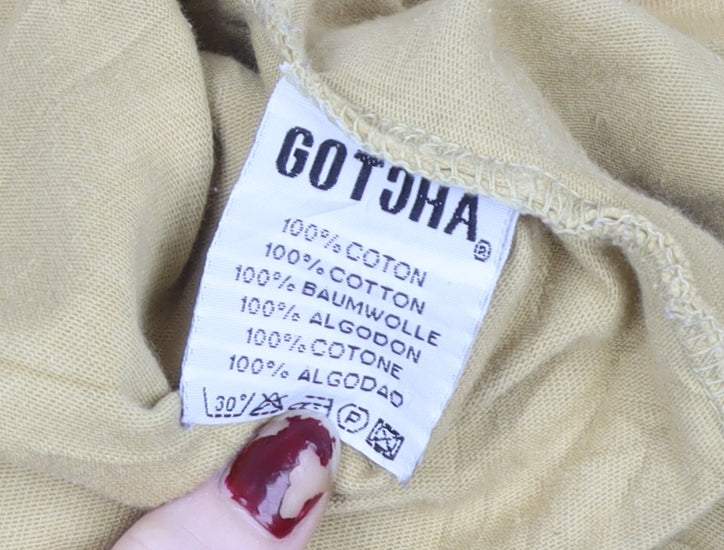 GOTCHA
®
100% COTON
100% COTTON
100% BAUMWOLLE
100% ALGODON
100% COTONE
100% ALGODAO
30° P